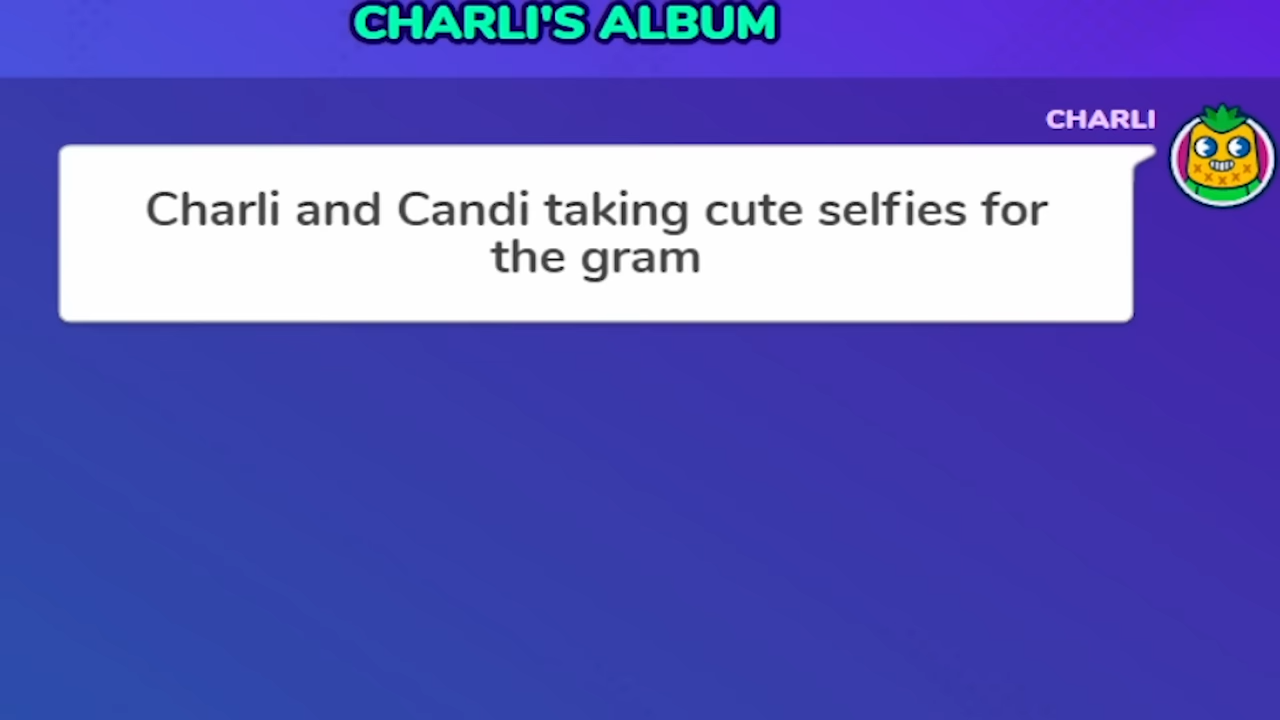 CHARLI'S ALBUM
CHARLI
Charli and Candi taking cute selfies for
the gram